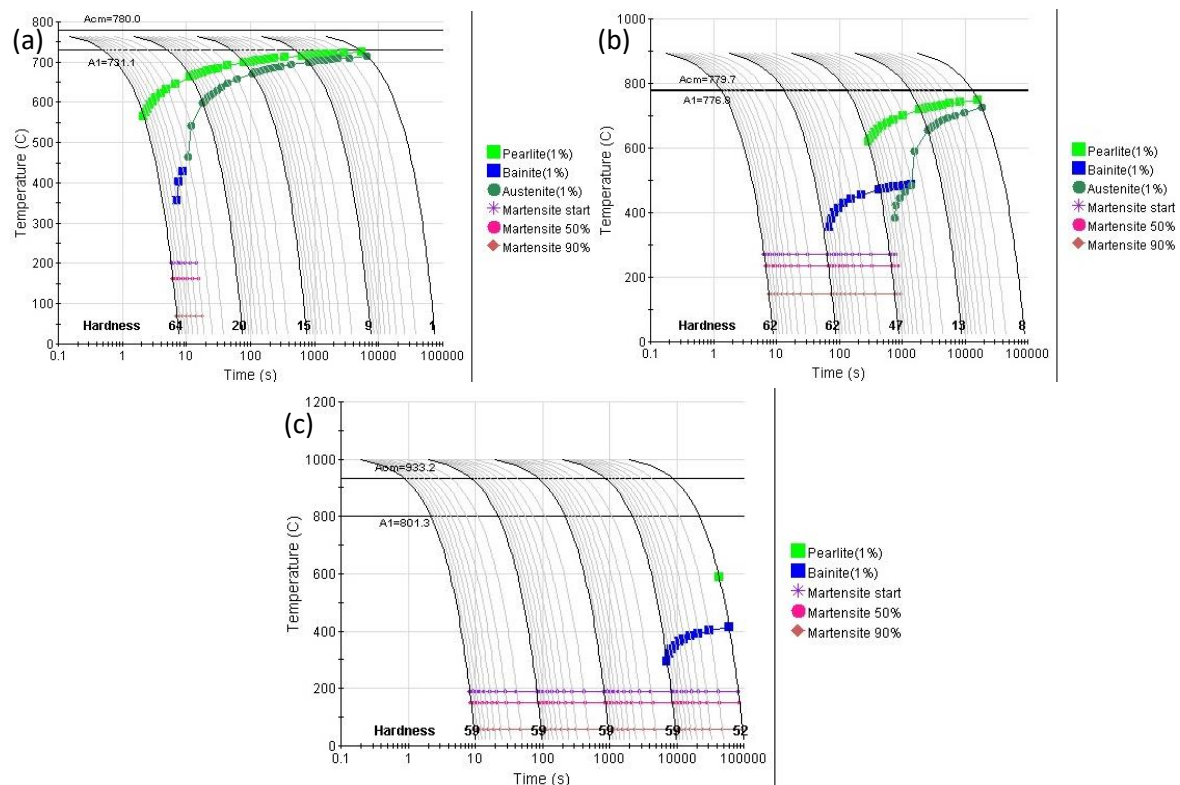 (a)
800
Acm=780.0
A1=731.1
700
600
500
400
300
200
100
0
Temperature (C)
Hardness 64 20 15 9 1
0.1 1 10 100 1000 10000 100000
Time (s)
Pearlite(1%)
Bainite(1%)
Austenite(1%)
Martensite start
Martensite 50%
Martensite 90%
(b)
1000
800
Acm=779.7
600
400
200
0
Temperature (C)
Hardness 62 62 47 13 8
0.1 1 10 100 1000 10000 100000
Time (s)
Pearlite(1%)
Bainite(1%)
Austenite(1%)
Martensite start
Martensite 50%
Martensite 90%
(c)
1200
1000
Acm=933.2
800
A1=801.3
600
400
200
0
Temperature (C)
Hardness 59 59 59 59 52
0.1 1 10 100 1000 10000 100000
Time (s)
Pearlite(1%)
Bainite(1%)
Martensite start
Martensite 50%
Martensite 90%